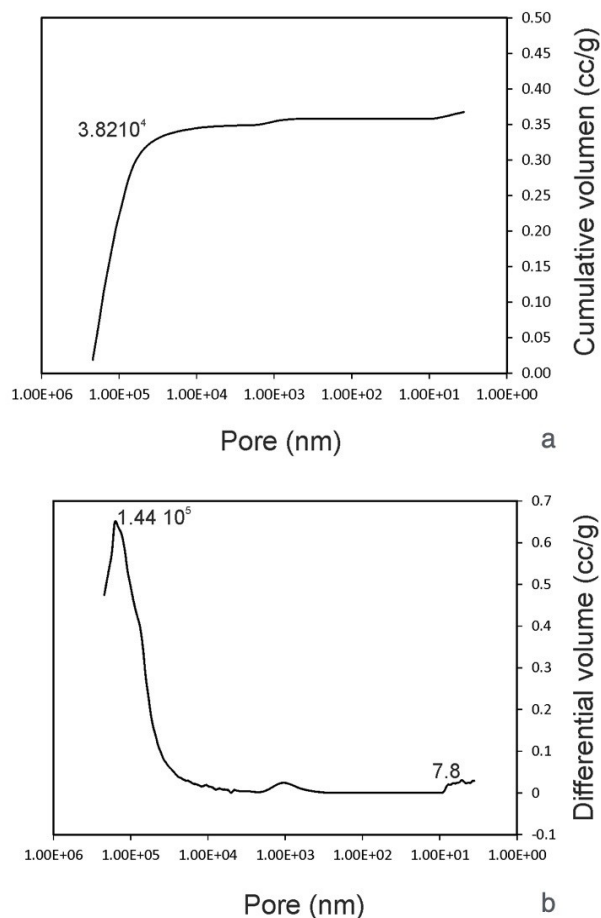 0.50
0.45
0.40
3.8210⁴
0.35
0.30
0.25
0.20
0.15
0.10
0.05
0.00
Cumulative volumen (cc/g)
1.00E+06 1.00E+05 1.00E+04 1.00E+03 1.00E+02 1.00E+01 1.00E+00
Pore (nm)
a
0.7
1.44 10⁵
0.6
0.5
0.4
0.3
0.2
0.1
7.8
0
-0.1
Differential volume (cc/g)
1.00E+06 1.00E+05 1.00E+04 1.00E+03 1.00E+02 1.00E+01 1.00E+00
Pore (nm)
b